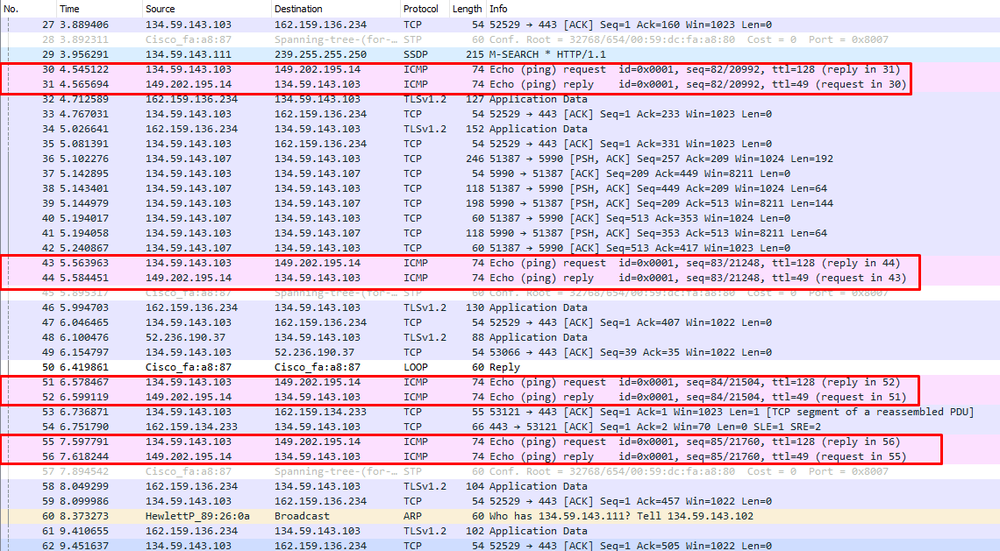 No. Time Source Destination Protocol Length Info
27 3.889406 134.59.143.103 162.159.136.234 TCP 54 52529 → 443 [ACK] Seq=1 Ack=160 Win=1023 Len=0
28 3.892311 Cisco_fa:a8:87 Spanning-tree-(for-… STP 60 Conf. Root = 32768/654/00:59:dc:fa:a8:80 Cost = 0 Port = 0x8007
29 3.956291 134.59.143.111 239.255.255.250 SSDP 215 M-SEARCH * HTTP/1.1
30 4.545122 134.59.143.103 149.202.195.14 ICMP 74 Echo (ping) request id=0x0001, seq=82/20992, ttl=128 (reply in 31)
31 4.565694 149.202.195.14 134.59.143.103 ICMP 74 Echo (ping) reply id=0x0001, seq=82/20992, ttl=49 (request in 30)
32 4.712589 162.159.136.234 134.59.143.103 TLSv1.2 127 Application Data
33 4.767031 134.59.143.103 162.159.136.234 TCP 54 52529 → 443 [ACK] Seq=1 Ack=233 Win=1023 Len=0
34 5.026641 162.159.136.234 134.59.143.103 TLSv1.2 152 Application Data
35 5.081391 134.59.143.103 162.159.136.234 TCP 54 52529 → 443 [ACK] Seq=1 Ack=331 Win=1023 Len=0
36 5.102276 134.59.143.107 134.59.143.103 TCP 246 51387 → 5990 [PSH, ACK] Seq=257 Ack=209 Win=1024 Len=192
37 5.142895 134.59.143.103 134.59.143.107 TCP 54 5990 → 51387 [ACK] Seq=209 Ack=449 Win=8211 Len=0
38 5.143401 134.59.143.107 134.59.143.103 TCP 118 51387 → 5990 [PSH, ACK] Seq=449 Ack=209 Win=1024 Len=64
39 5.144979 134.59.143.103 134.59.143.107 TCP 198 5990 → 51387 [PSH, ACK] Seq=209 Ack=513 Win=8211 Len=144
40 5.194017 134.59.143.107 134.59.143.103 TCP 60 51387 → 5990 [ACK] Seq=513 Ack=353 Win=1024 Len=0
41 5.194058 134.59.143.103 134.59.143.107 TCP 118 5990 → 51387 [PSH, ACK] Seq=353 Ack=513 Win=8211 Len=64
42 5.240867 134.59.143.107 134.59.143.103 TCP 60 51387 → 5990 [ACK] Seq=513 Ack=417 Win=1023 Len=0
43 5.563963 134.59.143.103 149.202.195.14 ICMP 74 Echo (ping) request id=0x0001, seq=83/21248, ttl=128 (reply in 44)
44 5.584451 149.202.195.14 134.59.143.103 ICMP 74 Echo (ping) reply id=0x0001, seq=83/21248, ttl=49 (request in 43)
45 5.895317 Cisco_fa:a8:87 Spanning-tree-(for-… STP 60 Conf. Root = 32768/654/00:59:dc:fa:a8:80 Cost = 0 Port = 0x8007
46 5.994703 162.159.136.234 134.59.143.103 TLSv1.2 130 Application Data
47 6.046465 134.59.143.103 162.159.136.234 TCP 54 52529 → 443 [ACK] Seq=1 Ack=407 Win=1022 Len=0
48 6.100476 52.236.190.37 134.59.143.103 TLSv1.2 88 Application Data
49 6.154797 134.59.143.103 52.236.190.37 TCP 54 53066 → 443 [ACK] Seq=39 Ack=35 Win=1022 Len=0
50 6.419861 Cisco_fa:a8:87 Cisco_fa:a8:87 LOOP 60 Reply
51 6.578467 134.59.143.103 149.202.195.14 ICMP 74 Echo (ping) request id=0x0001, seq=84/21504, ttl=128 (reply in 52)
52 6.599119 149.202.195.14 134.59.143.103 ICMP 74 Echo (ping) reply id=0x0001, seq=84/21504, ttl=49 (request in 51)
53 6.736871 134.59.143.103 162.159.134.233 TCP 55 53121 → 443 [ACK] Seq=1 Ack=1 Win=1023 Len=1 [TCP segment of a reassembled PDU]
54 6.751790 162.159.134.233 134.59.143.103 TCP 66 443 → 53121 [ACK] Seq=1 Ack=2 Win=70 Len=0 SLE=1 SRE=2
55 7.597791 134.59.143.103 149.202.195.14 ICMP 74 Echo (ping) request id=0x0001, seq=85/21760, ttl=128 (reply in 56)
56 7.618244 149.202.195.14 134.59.143.103 ICMP 74 Echo (ping) reply id=0x0001, seq=85/21760, ttl=49 (request in 55)
57 7.894542 Cisco_fa:a8:87 Spanning-tree-(for-… STP 60 Conf. Root = 32768/654/00:59:dc:fa:a8:80 Cost = 0 Port = 0x8007
58 8.049299 162.159.136.234 134.59.143.103 TLSv1.2 104 Application Data
59 8.099986 134.59.143.103 162.159.136.234 TCP 54 52529 → 443 [ACK] Seq=1 Ack=457 Win=1022 Len=0
60 8.373273 HewlettP_89:26:0a Broadcast ARP 60 Who has 134.59.143.111? Tell 134.59.143.102
61 9.410655 162.159.136.234 134.59.143.103 TLSv1.2 102 Application Data
62 9.451637 134.59.143.103 162.159.136.234 TCP 54 52529 → 443 [ACK] Seq=1 Ack=505 Win=1022 Len=0